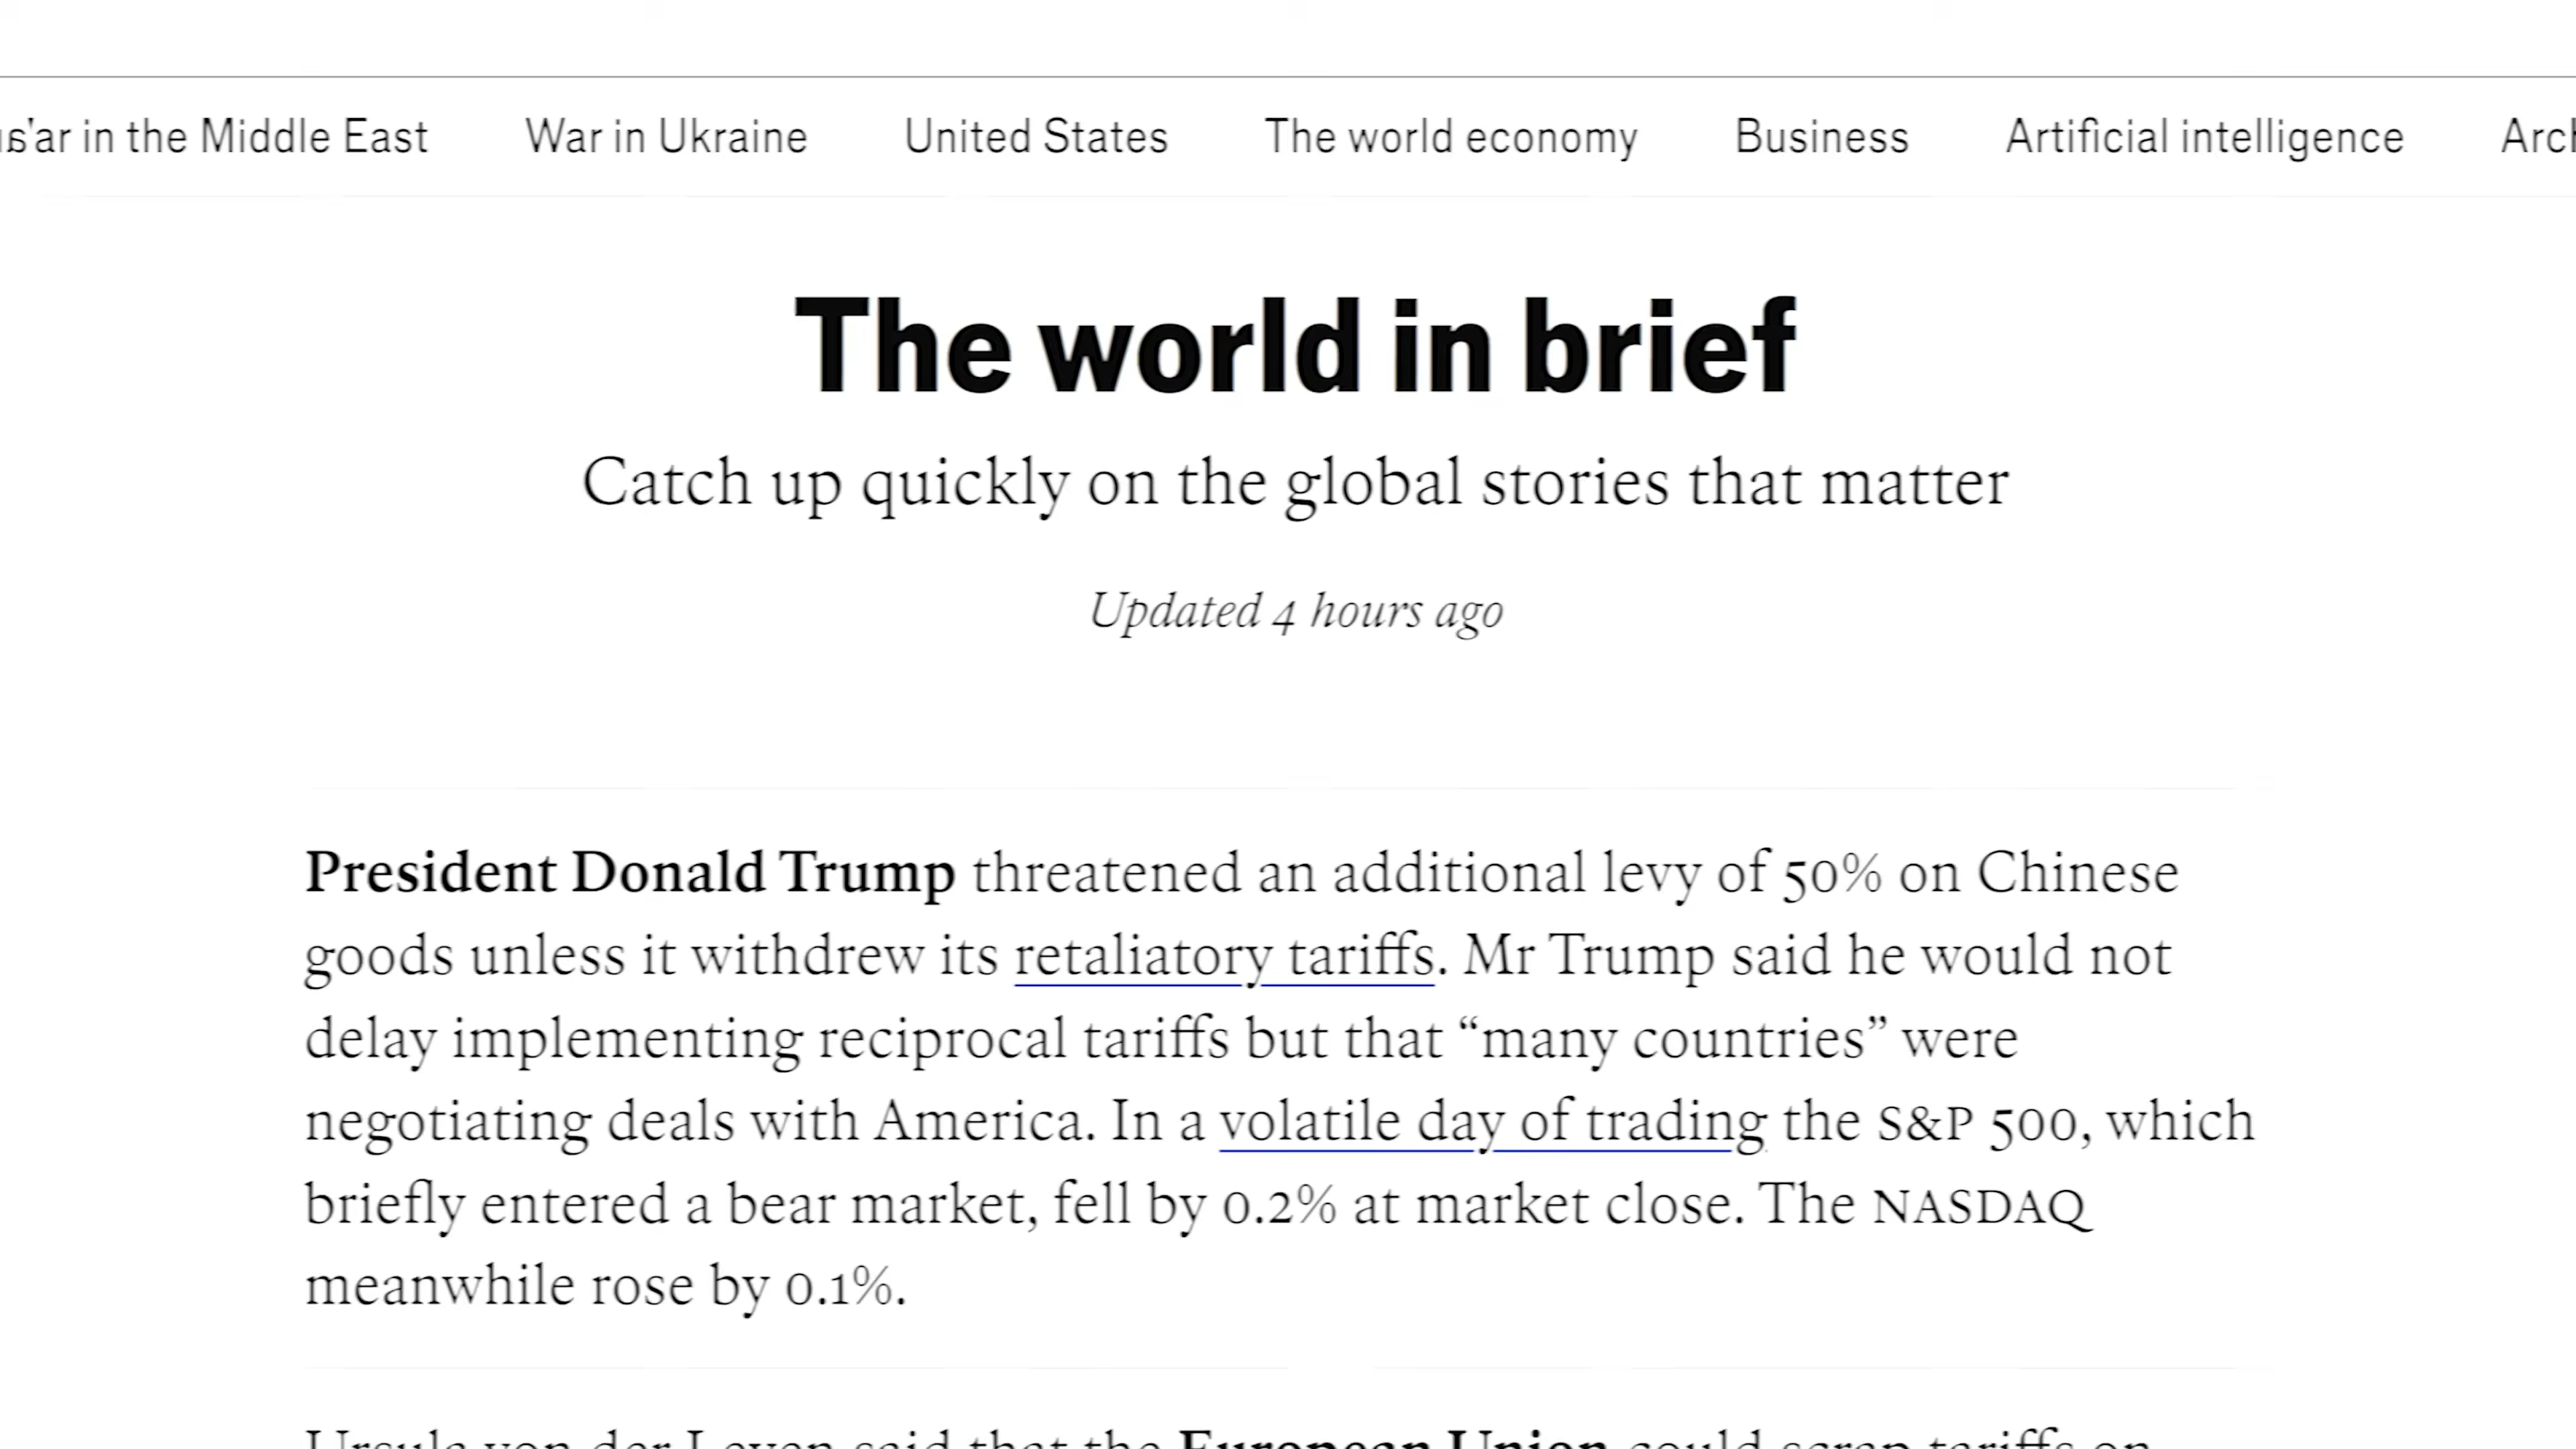 ar in the Middle East War in Ukraine United States The world economy Business Artificial intelligence
The world in brief
Catch up quickly on the global stories that matter
Updated 4 hours ago
President Donald Trump threatened an additional levy of 50% on Chinese
goods unless it withdrew its retaliatory tariffs. Mr Trump said he would not
delay implementing reciprocal tariffs but that “many countries” were
negotiating deals with America. In a volatile day of trading the S&P 500, which
briefly entered a bear market, fell by 0.2% at market close. The NASDAQ
meanwhile rose by 0.1%.
Ursula von der Leyen said that the European Union could scrap tariffs on